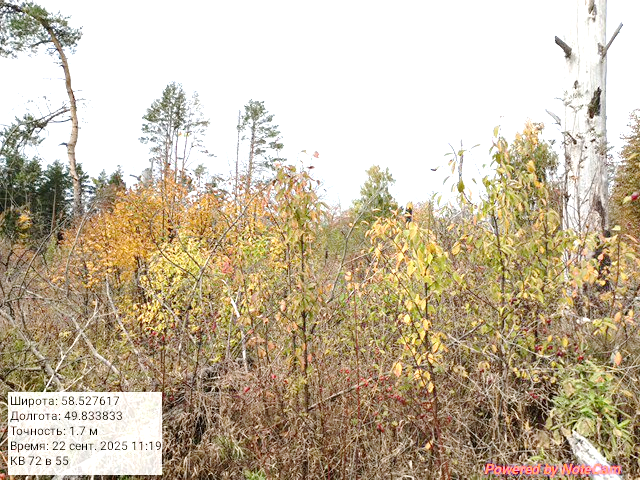 Широта: 58.527617
Долгота: 49.833833
Точность: 1.7 м
Время: 22 сент. 2025 11:19
КВ 72 в 55
Powered by NoteCam